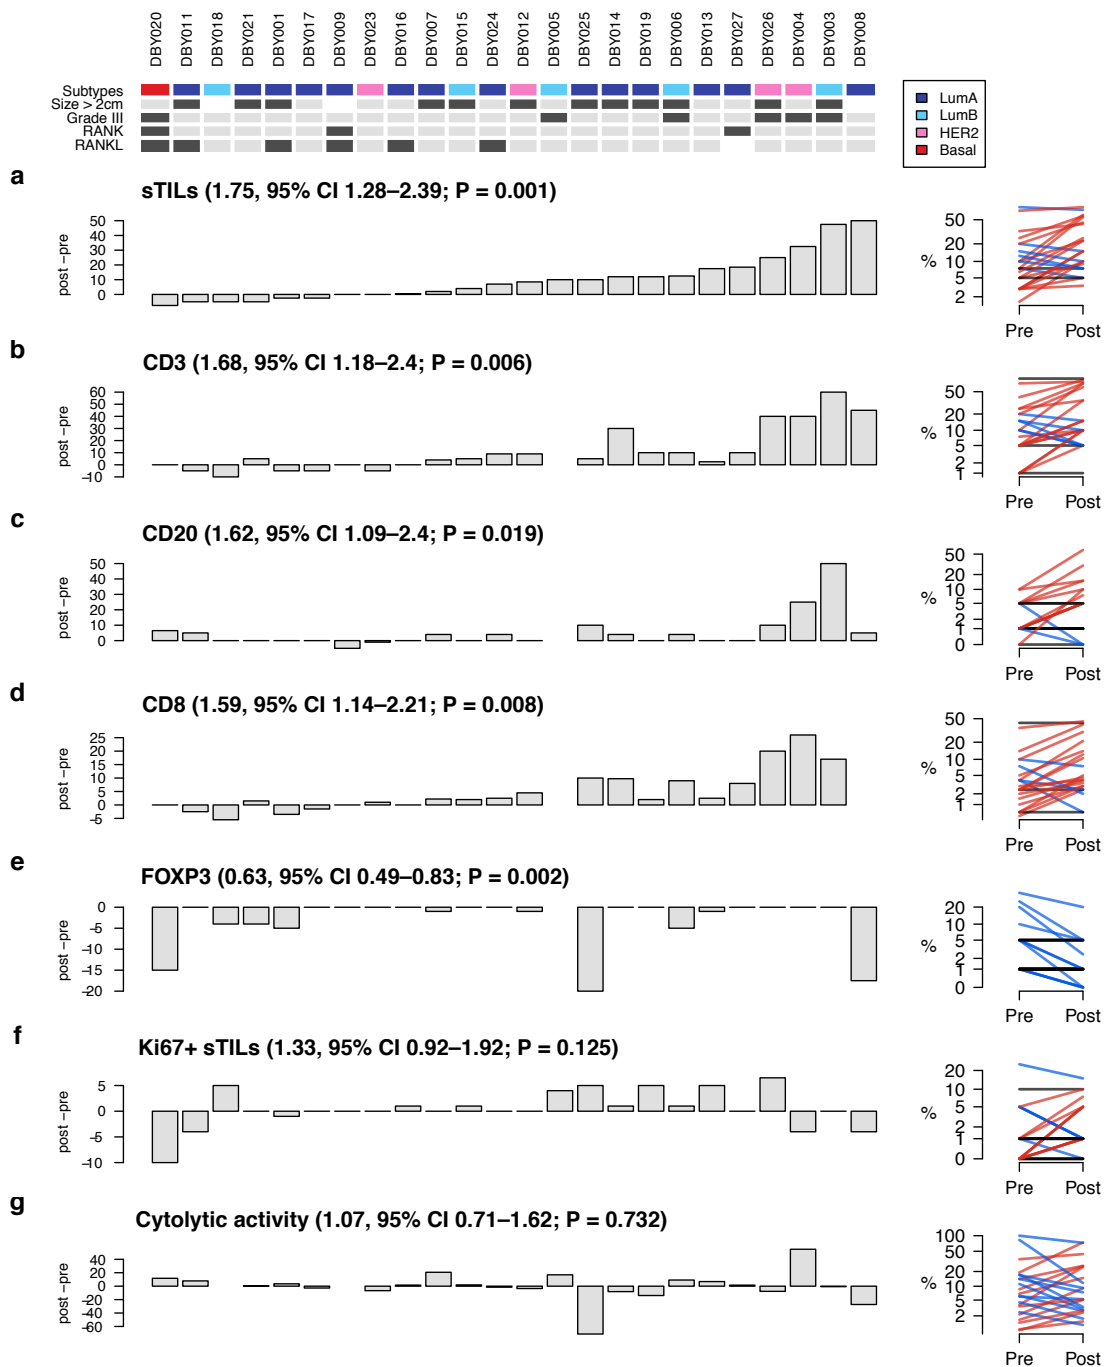 DBY020 DBY011 DBY018 DBY021 DBY001 DBY017 DBY009 DBY023 DBY016 DBY007 DBY015 DBY024 DBY012 DBY005 DBY025 DBY014 DBY019 DBY006 DBY013 DBY027 DBY026 DBY004 DBY003 DBY008
Subtypes
Size > 2cm
Grade III
RANK
RANKL
LumA
LumB
HER2
Basal
a
sTILs (1.75, 95% CI 1.28–2.39; P = 0.001)
post −pre
50
40
30
20
10
0
%
50
20
10
5
2
Pre Post
b
CD3 (1.68, 95% CI 1.18–2.4; P = 0.006)
post −pre
60
50
40
30
20
10
0
−10
%
50
20
10
5
2
1
Pre Post
c
CD20 (1.62, 95% CI 1.09–2.4; P = 0.019)
post −pre
50
40
30
20
10
0
%
50
20
10
5
2
1
0
Pre Post
d
CD8 (1.59, 95% CI 1.14–2.21; P = 0.008)
post −pre
25
20
15
10
5
0
−5
%
50
20
10
5
2
1
Pre Post
e
FOXP3 (0.63, 95% CI 0.49–0.83; P = 0.002)
post −pre
0
−5
−10
−15
−20
%
20
10
5
2
1
0
Pre Post
f
Ki67+ sTILs (1.33, 95% CI 0.92–1.92; P = 0.125)
post −pre
5
0
−5
−10
%
20
10
5
2
1
0
Pre Post
g
Cytolytic activity (1.07, 95% CI 0.71–1.62; P = 0.732)
post −pre
40
20
0
−20
−40
−60
%
100
50
20
10
5
2
Pre Post